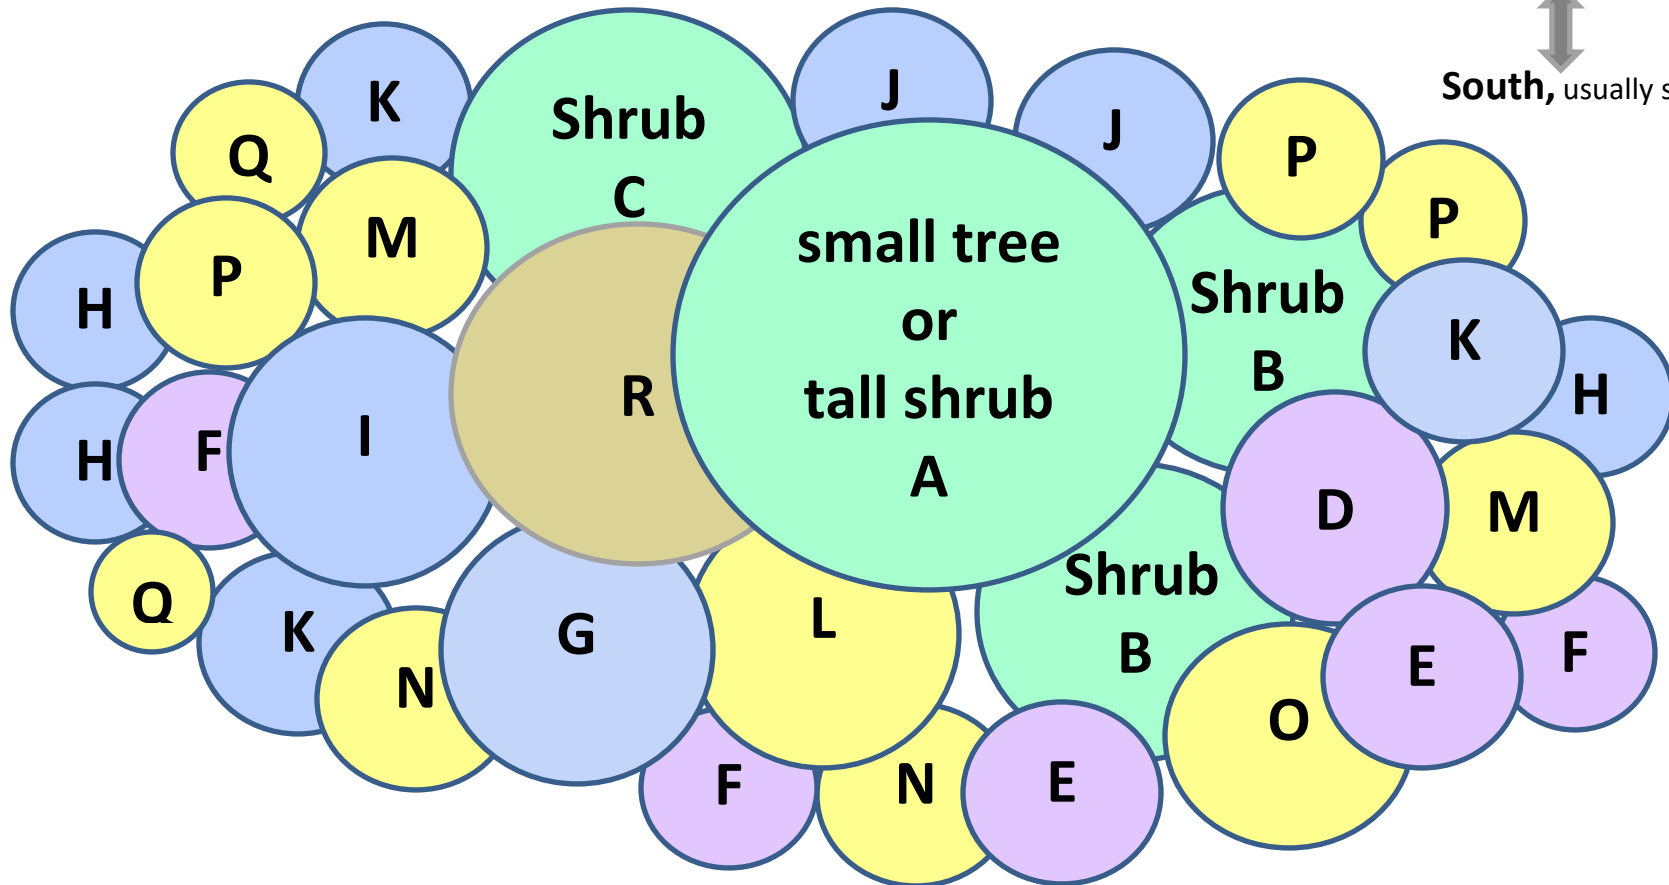 South, usually s
K
J
J
Shrub
C
Q
P
M
small tree
or
tall shrub
A
P
P
H
Shrub
B
K
H
R
I
H
F
D
M
Shrub
B
Q
K
N
G
L
E
F
O
F
N
E